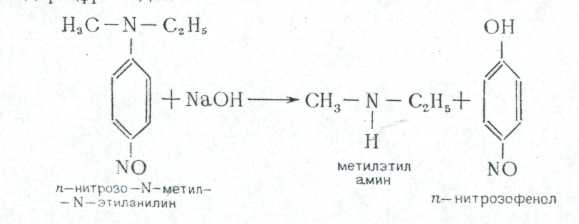 H₃C — N — C₂H₅
OH
+ NaOH ⟶ CH₃ — N — C₂H₅ +
H
NO
метилэтил
амин
NO
п—нитрозо—N—метил-
—N—этиланилин
п—нитрозофенол